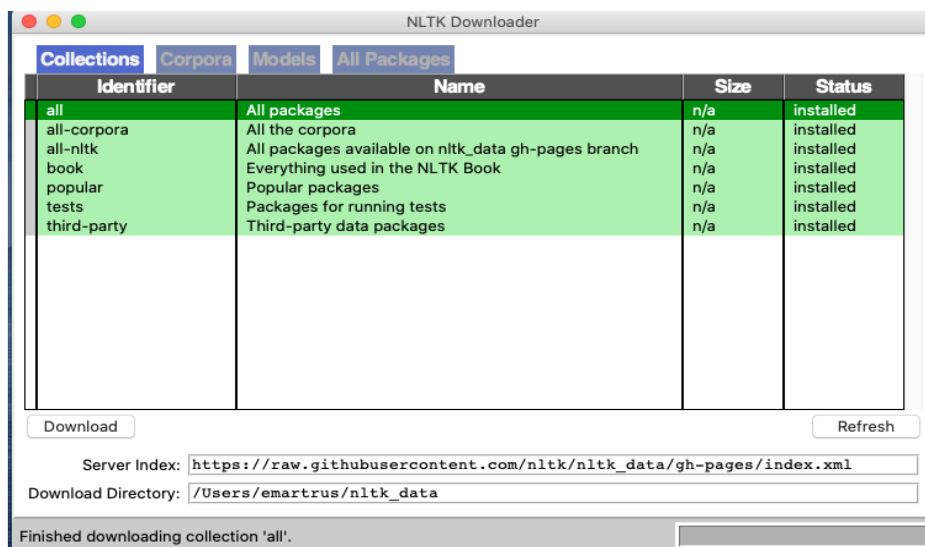 NLTK Downloader
Collections Corpora Models All Packages
Identifier Name Size Status
all All packages n/a installed
all-corpora All the corpora n/a installed
all-nltk All packages available on nltk_data gh-pages branch n/a installed
book Everything used in the NLTK Book n/a installed
popular Popular packages n/a installed
tests Packages for running tests n/a installed
third-party Third-party data packages n/a installed
Download Refresh
Server Index: https://raw.githubusercontent.com/nltk/nltk_data/gh-pages/index.xml
Download Directory: /Users/emartrus/nltk_data
Finished downloading collection 'all'.